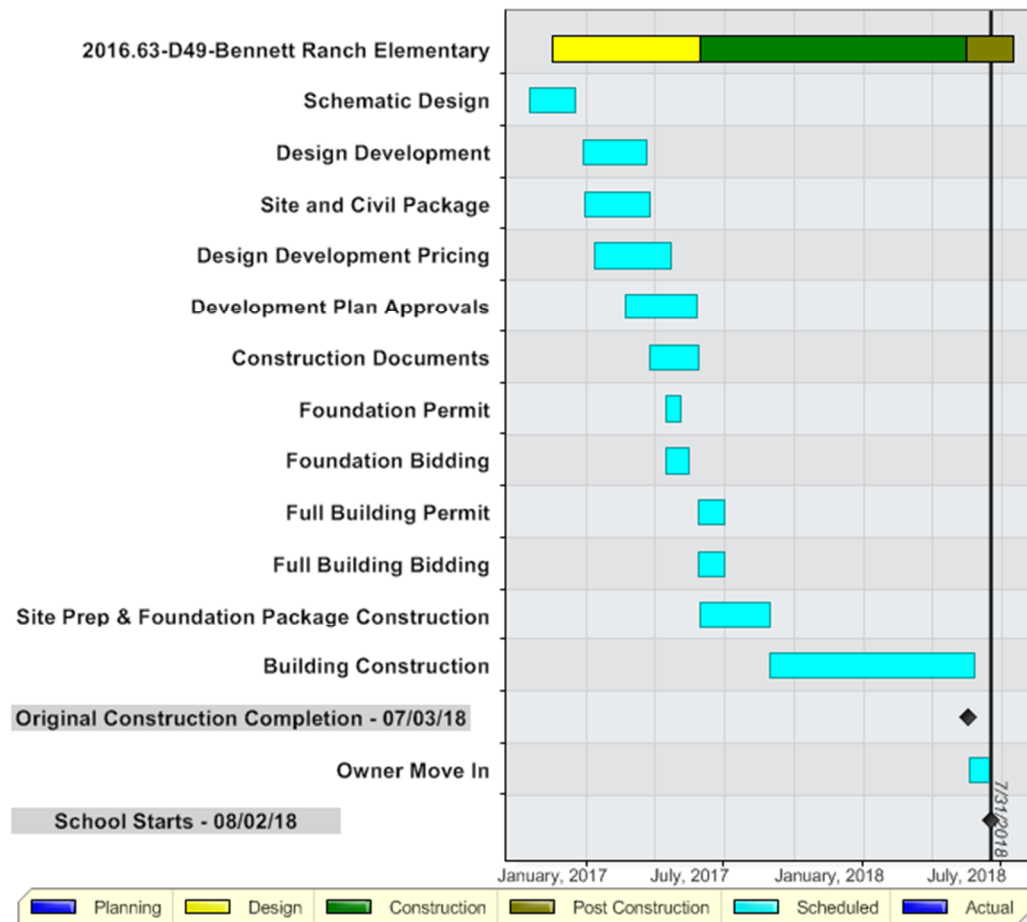 2016.63-D49-Bennett Ranch Elementary
Schematic Design
Design Development
Site and Civil Package
Design Development Pricing
Development Plan Approvals
Construction Documents
Foundation Permit
Foundation Bidding
Full Building Permit
Full Building Bidding
Site Prep & Foundation Package Construction
Building Construction
Original Construction Completion - 07/03/18
Owner Move In
School Starts - 08/02/18
7/31/2018
January, 2017 July, 2017 January, 2018 July, 2018
Planning Design Construction Post Construction Scheduled Actual